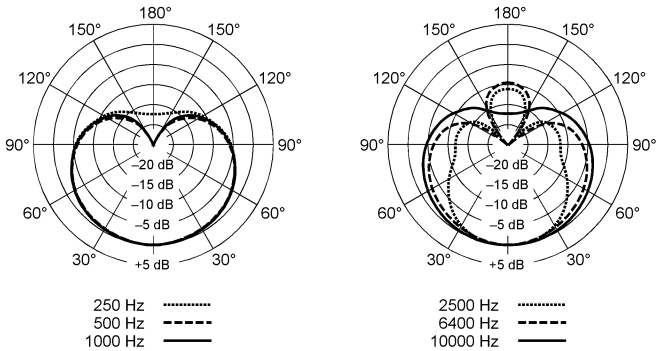 180°
150° 150°
120° 120°
90° 90°
–20 dB
–15 dB
60° –10 dB 60°
–5 dB
30° 30°
+5 dB
250 Hz
500 Hz
1000 Hz
180°
150° 150°
120° 120°
90° 90°
–20 dB
–15 dB
60° –10 dB 60°
–5 dB
30° 30°
+5 dB
2500 Hz
6400 Hz
10000 Hz